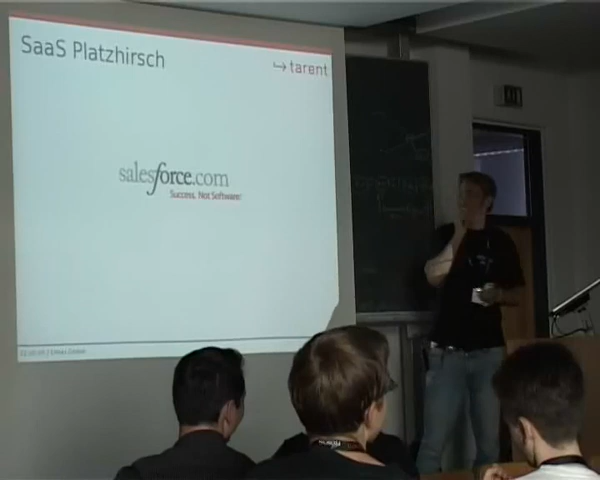 SaaS Platzhirsch
tarent
salesforce.com
Success. Not Software.